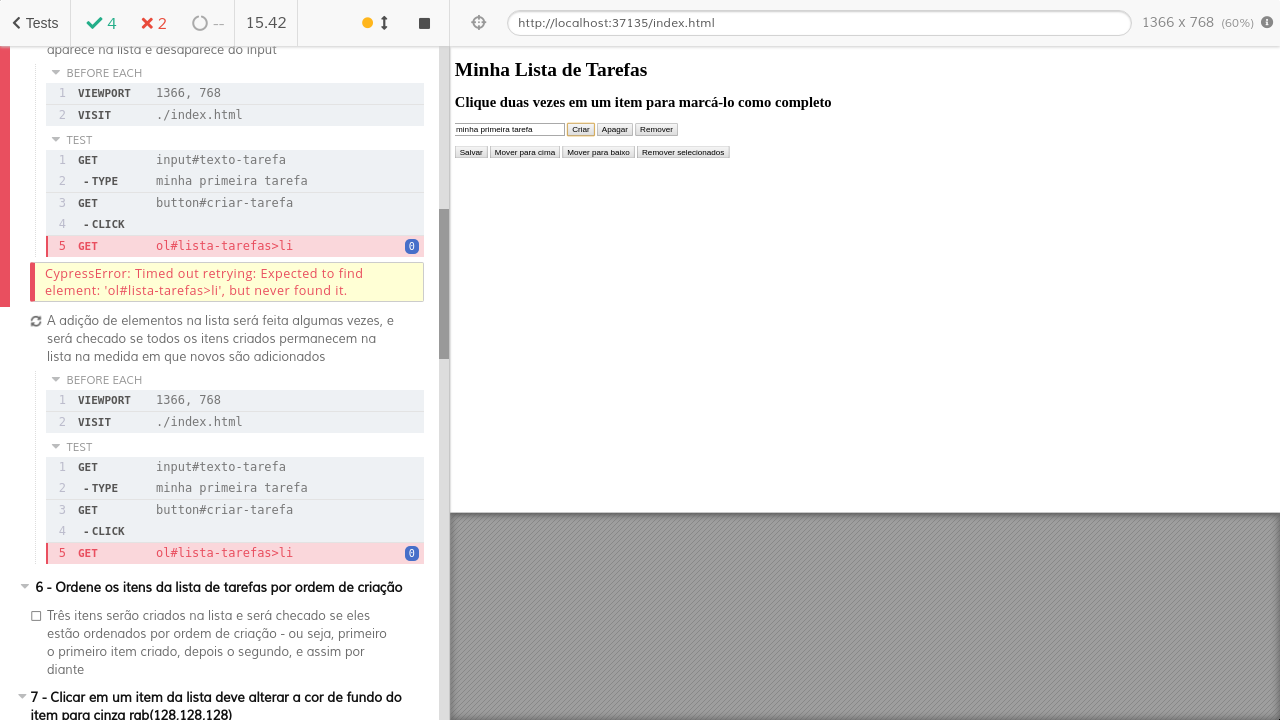 Tests
4
2
--
15.42
http://localhost:37135/index.html
1366 x 768 (60%)
aparece na lista e desaparece do input
BEFORE EACH
1 VIEWPORT 1366, 768
2 VISIT ./index.html
TEST
1 GET input#texto-tarefa
2 -TYPE minha primeira tarefa
3 GET button#criar-tarefa
4 -CLICK
5 GET ol#lista-tarefas>li 0
CypressError: Timed out retrying: Expected to find
element: 'ol#lista-tarefas>li', but never found it.
A adição de elementos na lista será feita algumas vezes, e
será checado se todos os itens criados permanecem na
lista na medida em que novos são adicionados
BEFORE EACH
1 VIEWPORT 1366, 768
2 VISIT ./index.html
TEST
1 GET input#texto-tarefa
2 -TYPE minha primeira tarefa
3 GET button#criar-tarefa
4 -CLICK
5 GET ol#lista-tarefas>li 0
6 - Ordene os itens da lista de tarefas por ordem de criação
Três itens serão criados na lista e será checado se eles
estão ordenados por ordem de criação - ou seja, primeiro
o primeiro item criado, depois o segundo, e assim por
diante
7 - Clicar em um item da lista deve alterar a cor de fundo do
item para cinza rgb(128,128,128)
Minha Lista de Tarefas
Clique duas vezes em um item para marcá-lo como completo
minha primeira tarefa Criar Apagar Remover
Salvar Mover para cima Mover para baixo Remover selecionados